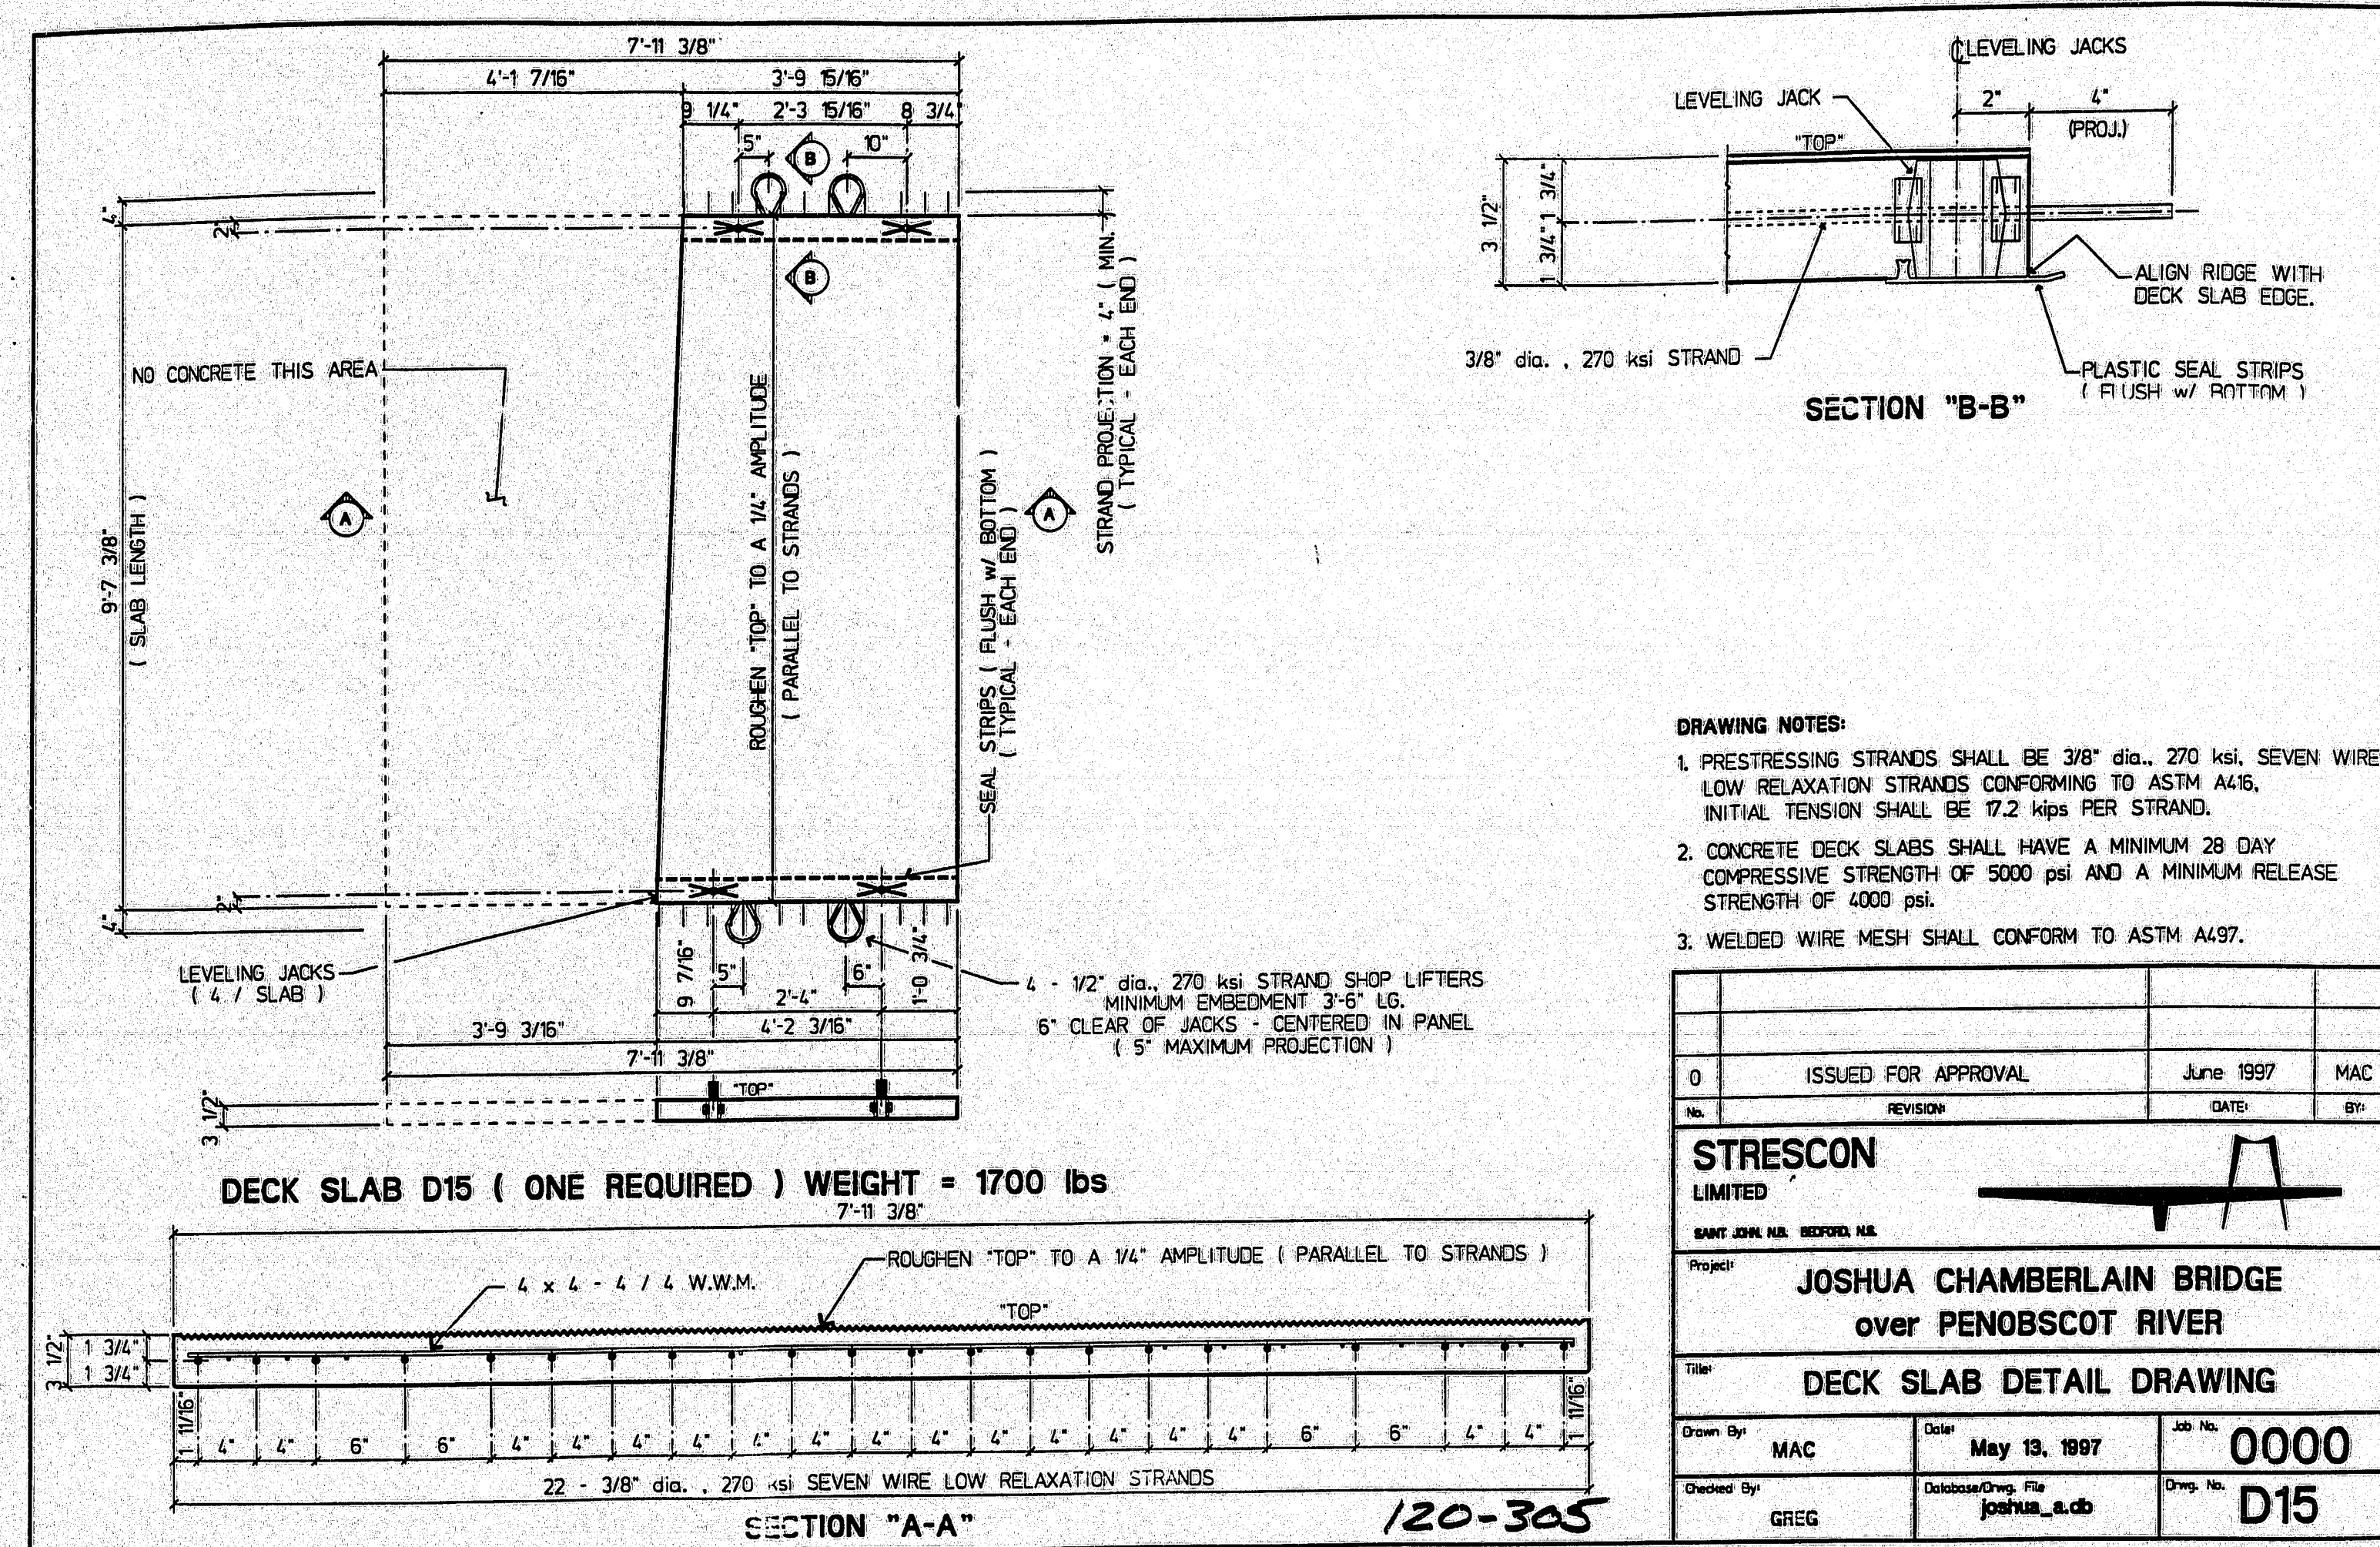 7'-11 3/8"
4'-1 7/16"
3'-9 15/16"
9 1/4"
2'-3 15/16"
8 3/4"
5"
B
10"
4"
2"
B
NO CONCRETE THIS AREA
A
A
9'-7 3/8"
( SLAB LENGTH )
ROUGHEN "TOP" TO A 1/4" AMPLITUDE
( PARALLEL TO STRANDS )
SEAL STRIPS ( FLUSH w/ BOTTOM )
( TYPICAL - EACH END )
STRAND PROJECTION = 4" ( MIN. )
( TYPICAL - EACH END )
2"
4"
LEVELING JACKS
( 4 / SLAB )
9 7/16"
5"
6"
1'-0 3/4"
2'-4"
3'-9 3/16"
4'-2 3/16"
7'-11 3/8"
4 - 1/2" dia., 270 ksi STRAND SHOP LIFTERS
MINIMUM EMBEDMENT 3'-6" LG.
6" CLEAR OF JACKS - CENTERED IN PANEL
( 5" MAXIMUM PROJECTION )
"TOP"
3 1/2"
DECK SLAB D15 ( ONE REQUIRED ) WEIGHT = 1700 lbs
7'-11 3/8"
ROUGHEN "TOP" TO A 1/4" AMPLITUDE ( PARALLEL TO STRANDS )
4 x 4 - 4 / 4 W.W.M.
"TOP"
3 1/2"
1 3/4"
1 3/4"
1 11/16"
4"
4"
6"
6"
4"
4"
4"
4"
4"
4"
4"
4"
4"
4"
4"
4"
4"
6"
6"
4"
4"
1 11/16"
22 - 3/8" dia. , 270 ksi SEVEN WIRE LOW RELAXATION STRANDS
SECTION "A-A"
120-305
℄ LEVELING JACKS
LEVELING JACK
2"
4"
(PROJ.)
"TOP"
3 1/2"
1 3/4"
1 3/4"
ALIGN RIDGE WITH
DECK SLAB EDGE.
3/8" dia. , 270 ksi STRAND
PLASTIC SEAL STRIPS
( FLUSH w/ BOTTOM )
SECTION "B-B"
DRAWING NOTES:
1. PRESTRESSING STRANDS SHALL BE 3/8" dia., 270 ksi, SEVEN WIRE
LOW RELAXATION STRANDS CONFORMING TO ASTM A416,
INITIAL TENSION SHALL BE 17.2 kips PER STRAND.
2. CONCRETE DECK SLABS SHALL HAVE A MINIMUM 28 DAY
COMPRESSIVE STRENGTH OF 5000 psi AND A MINIMUM RELEASE
STRENGTH OF 4000 psi.
3. WELDED WIRE MESH SHALL CONFORM TO ASTM A497.
0 ISSUED FOR APPROVAL June 1997 MAC
No. REVISION: DATE: BY:
STRESCON
LIMITED
SAINT JOHN, N.B. BEDFORD, N.S.
Project:
JOSHUA CHAMBERLAIN BRIDGE
over PENOBSCOT RIVER
Title:
DECK SLAB DETAIL DRAWING
Drawn By:
MAC
Date:
May 13, 1997
Job No.
0000
Checked By:
GREG
Database/Drwg. File
joshua_a.db
Drwg. No.
D15